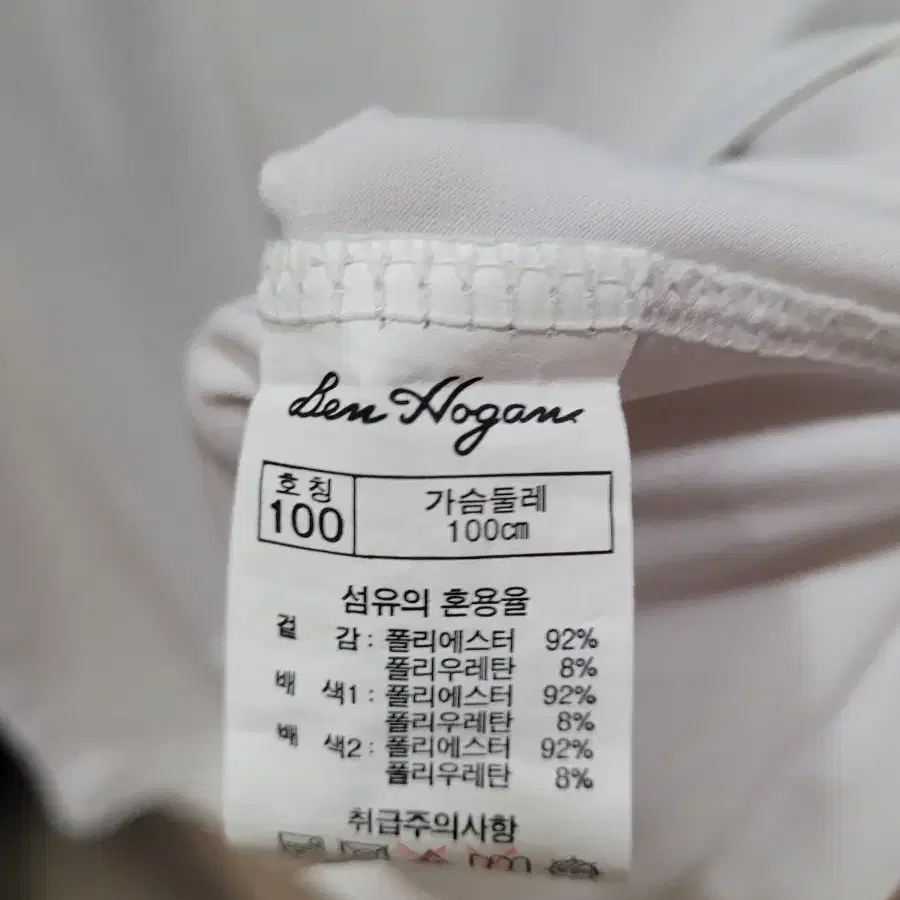 Ben Hogan
호칭
100
가슴둘레
100㎝
섬유의 혼용율
겉 감 : 폴리에스터 92%
폴리우레탄 8%
배 색1 : 폴리에스터 92%
폴리우레탄 8%
배 색2 : 폴리에스터 92%
폴리우레탄 8%
취급주의사항